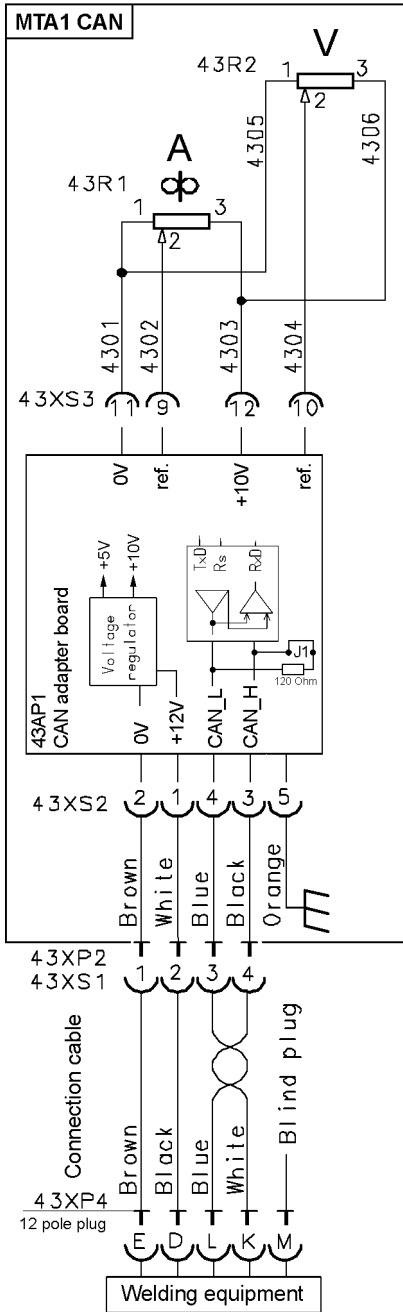 MTA1 CAN
V
43R2
1
3
2
4305
4306
A
43R1
1
3
2
4301
4302
4303
4304
43XS3
11
9
12
10
0V
ref.
+10V
ref.
+5V
+10V
TxD
Rs
RxD
Voltage
regulator
J1
120 Ohm
43AP1
CAN adapter board
0V
+12V
CAN_L
CAN_H
43XS2
2
1
4
3
5
Brown
White
Blue
Black
Orange
43XP2
43XS1
1
2
3
4
Connection cable
Brown
Black
Blue
White
Blind plug
43XP4
12 pole plug
E
D
L
K
M
Welding equipment